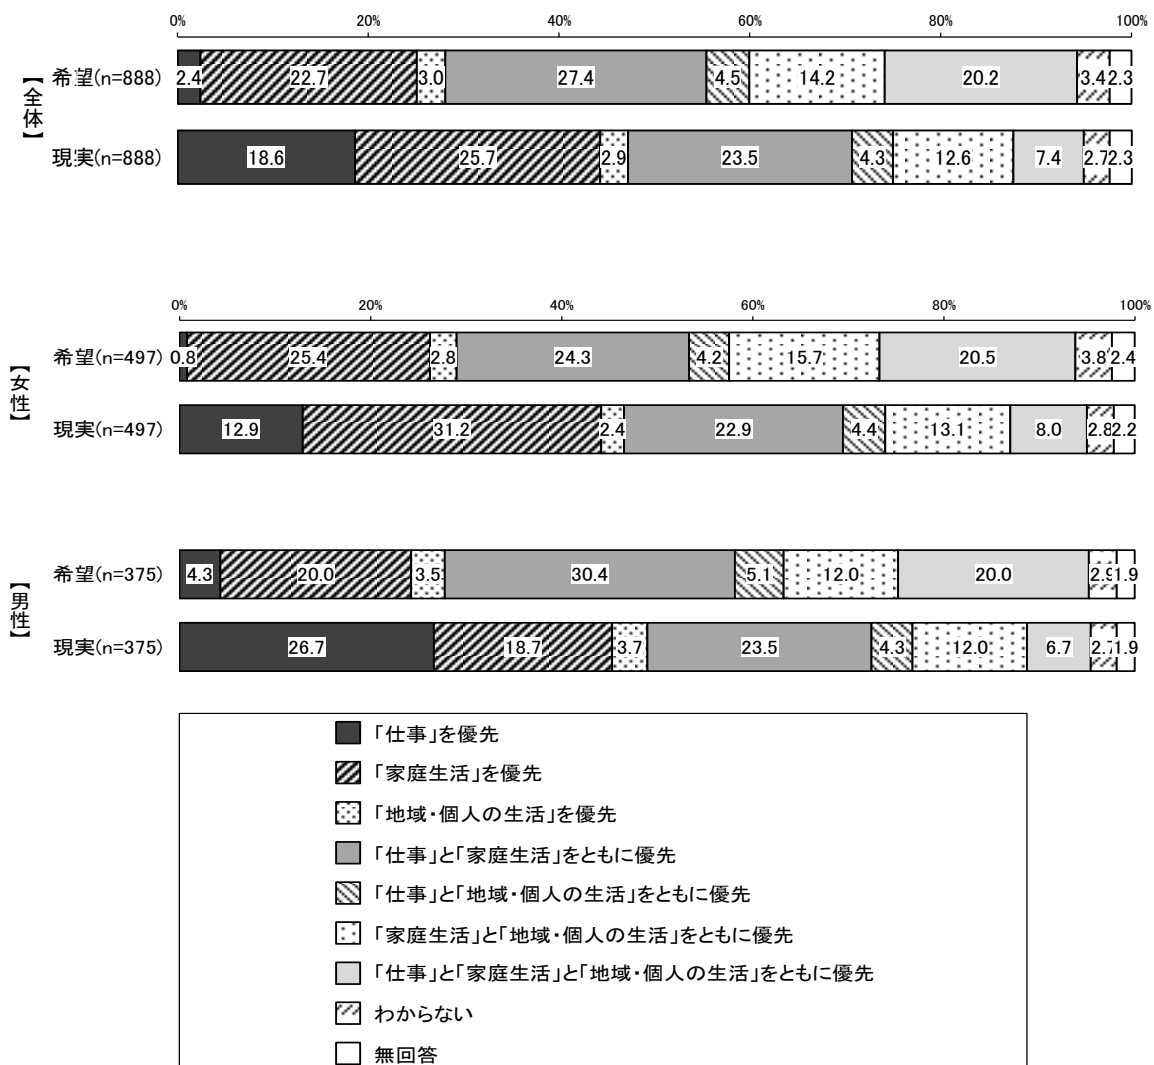 0% 20% 40% 60% 80% 100%
【全体】
希望(n=888) 2.4 22.7 3.0 27.4 4.5 14.2 20.2 3.4 2.3
現実(n=888) 18.6 25.7 2.9 23.5 4.3 12.6 7.4 2.7 2.3
0% 20% 40% 60% 80% 100%
【女性】
希望(n=497) 0.8 25.4 2.8 24.3 4.2 15.7 20.5 3.8 2.4
現実(n=497) 12.9 31.2 2.4 22.9 4.4 13.1 8.0 2.8 2.2
【男性】
希望(n=375) 4.3 20.0 3.5 30.4 5.1 12.0 20.0 2.9 1.9
現実(n=375) 26.7 18.7 3.7 23.5 4.3 12.0 6.7 2.7 1.9
「仕事」を優先
「家庭生活」を優先
「地域・個人の生活」を優先
「仕事」と「家庭生活」をともに優先
「仕事」と「地域・個人の生活」をともに優先
「家庭生活」と「地域・個人の生活」をともに優先
「仕事」と「家庭生活」と「地域・個人の生活」をともに優先
わからない
無回答